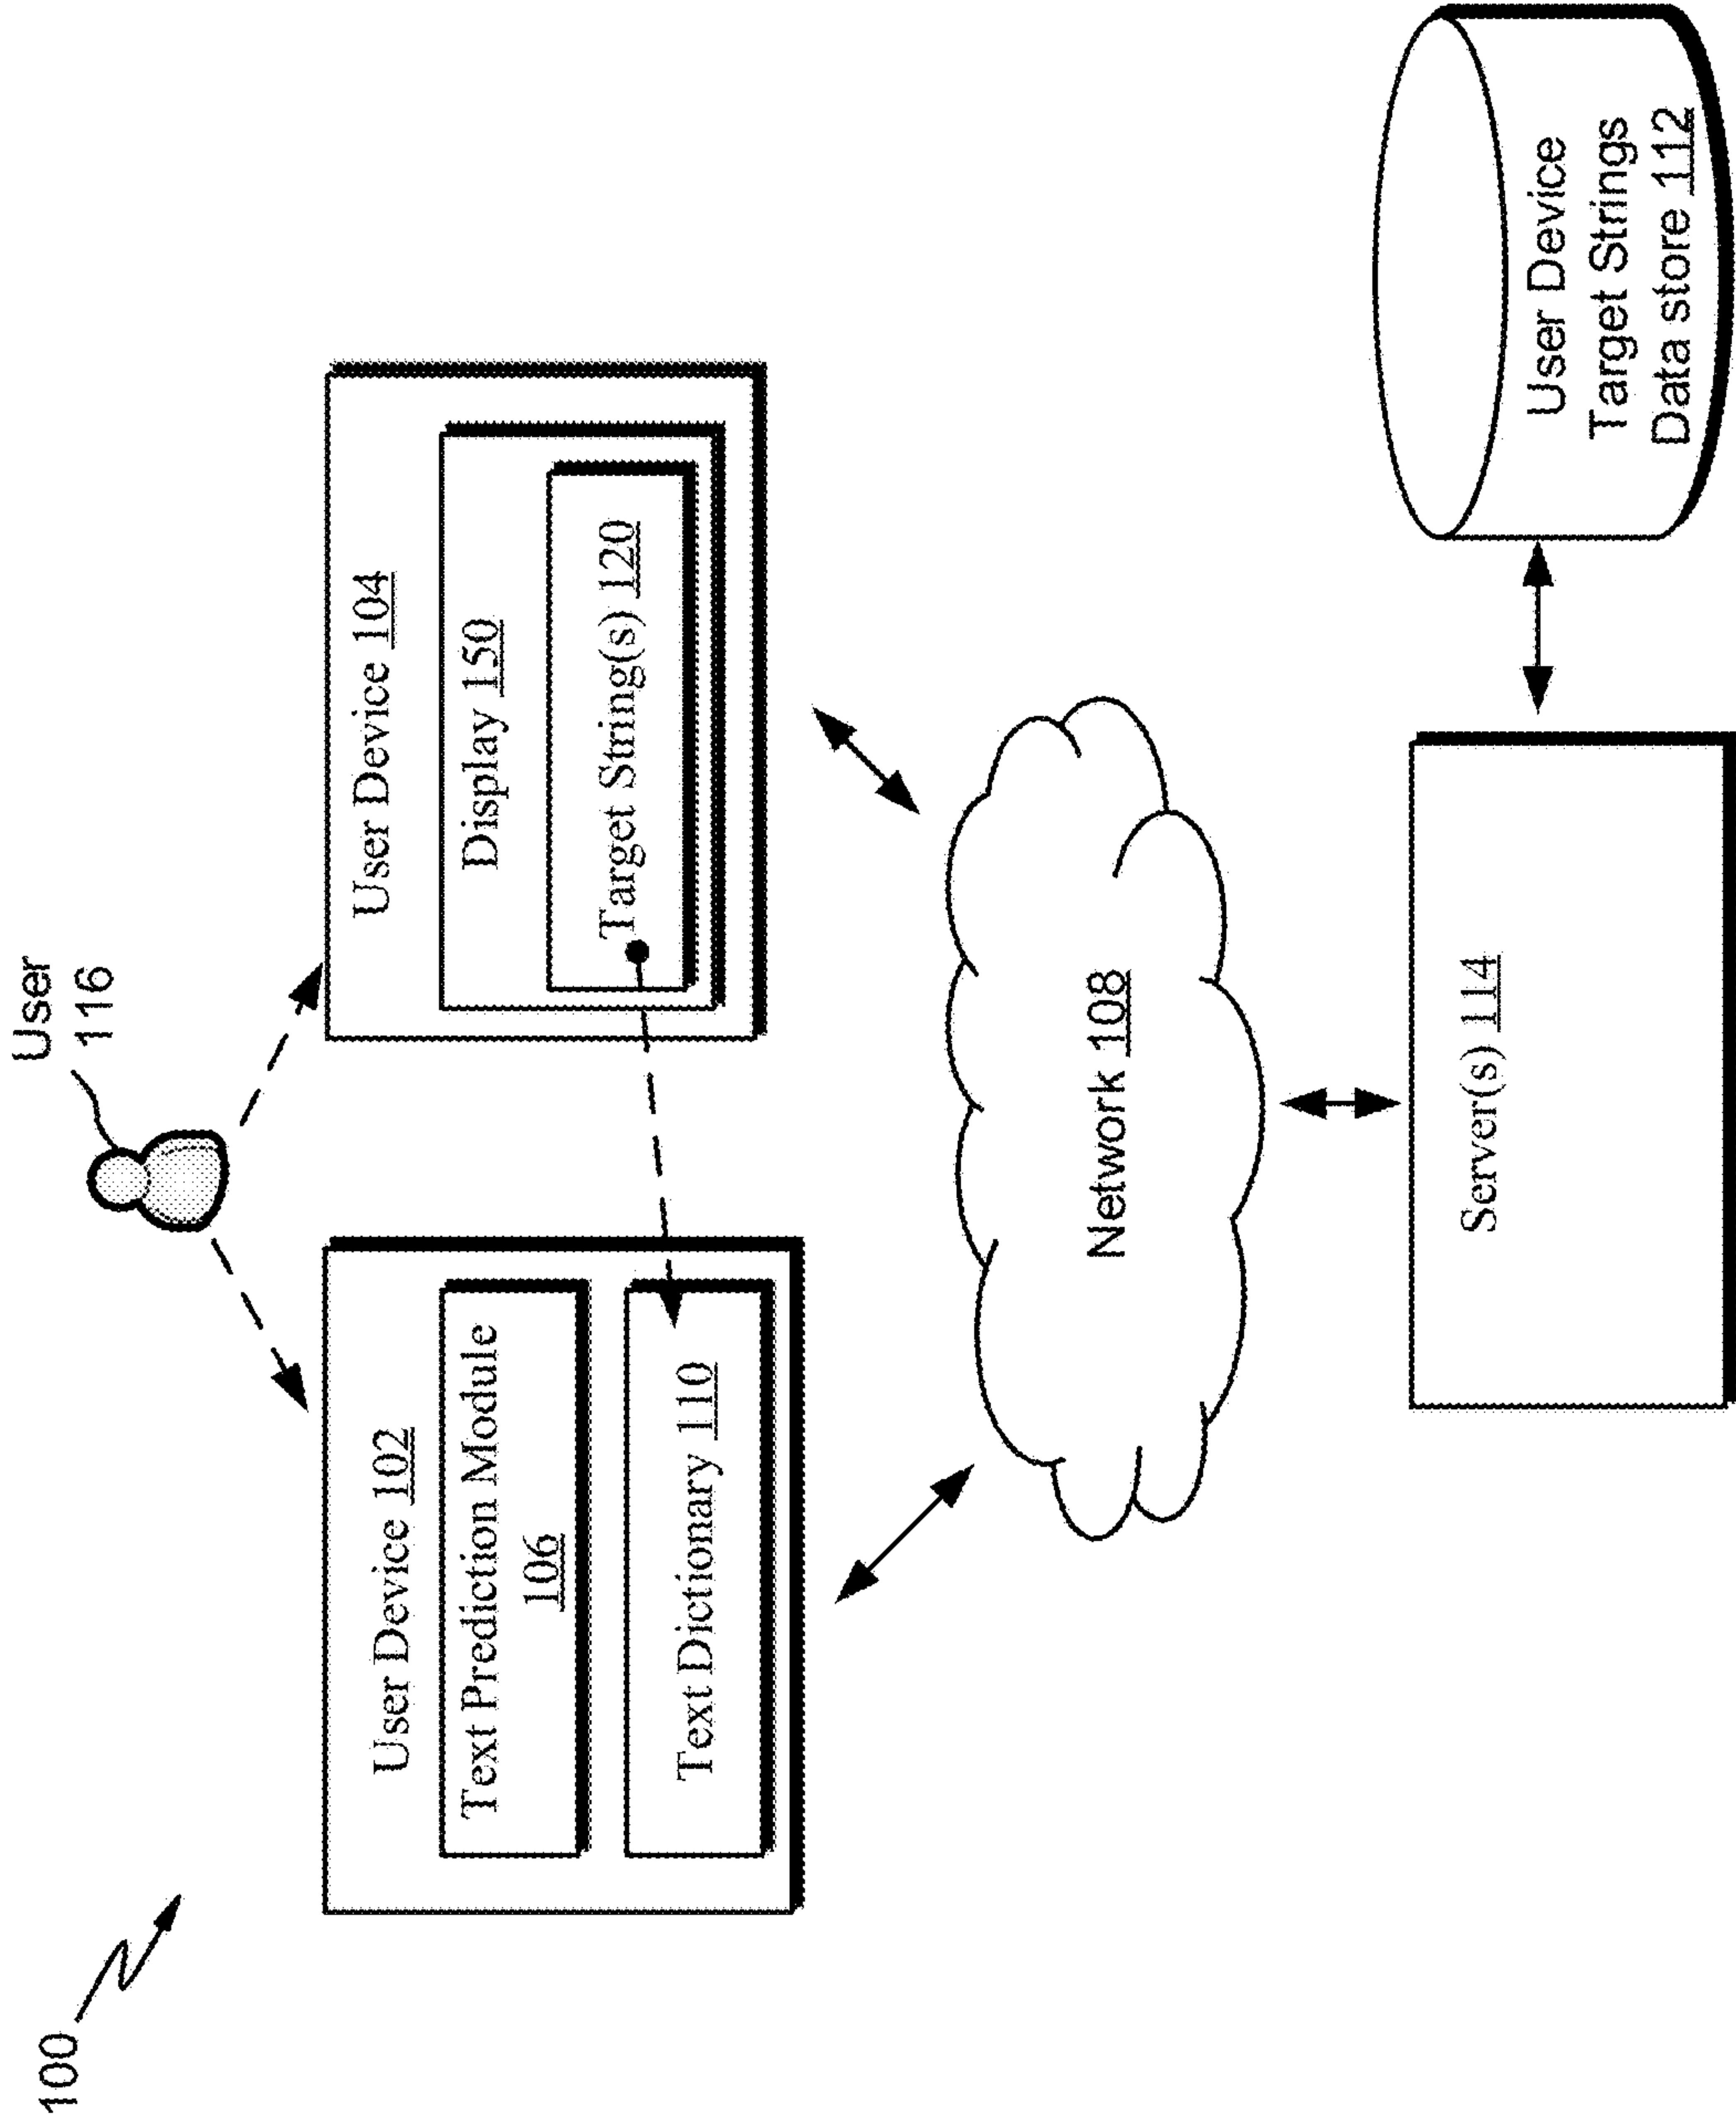 100
User
116
User Device 102
Text Prediction Module
106
Text Dictionary 110
User Device 104
Display 150
Target String(s) 120
Network 108
Server(s) 114
User Device
Target Strings
Data store 112